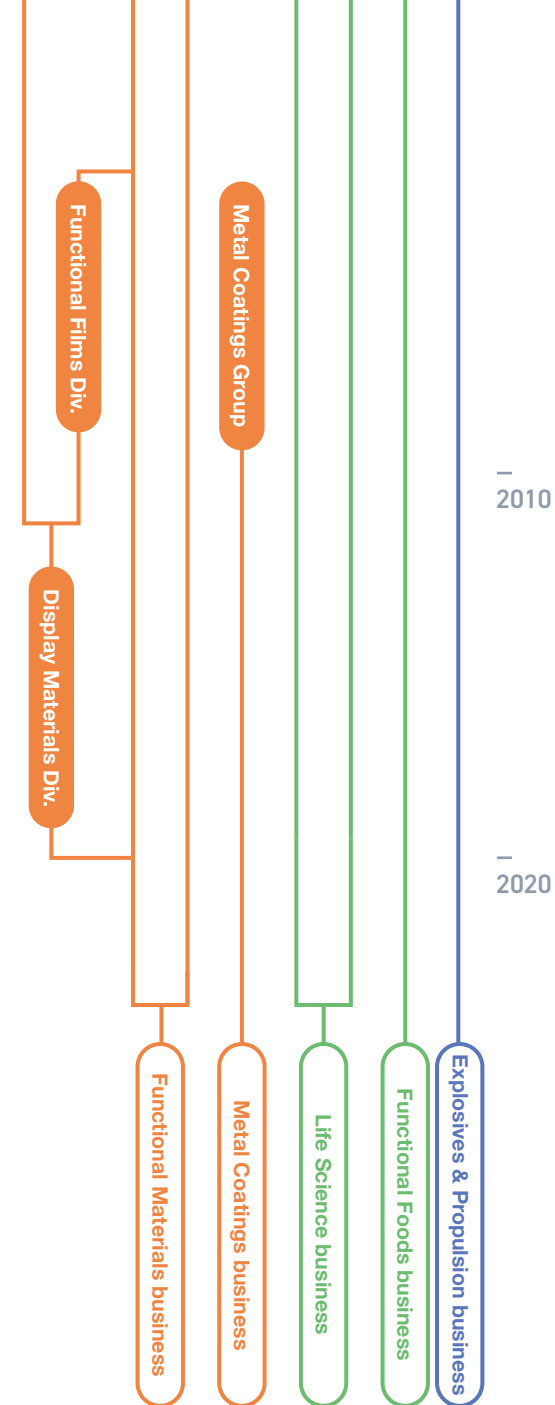 Functional Films Div.
Metal Coatings Group
2010
Display Materials Div.
2020
Functional Materials business
Metal Coatings business
Life Science business
Functional Foods business
Explosives & Propulsion business